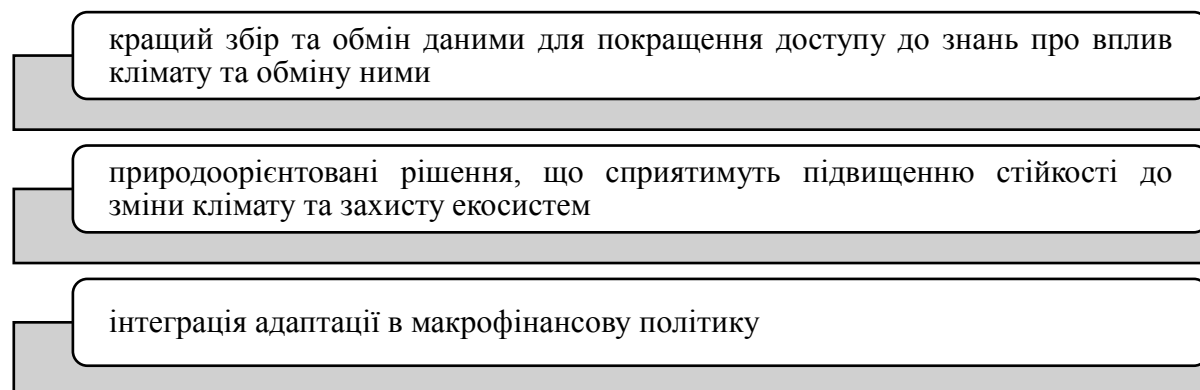 кращий збір та обмін даними для покращення доступу до знань про вплив
клімату та обміну ними
природоорієнтовані рішення, що сприятимуть підвищенню стійкості до
зміни клімату та захисту екосистем
інтеграція адаптації в макрофінансову політику